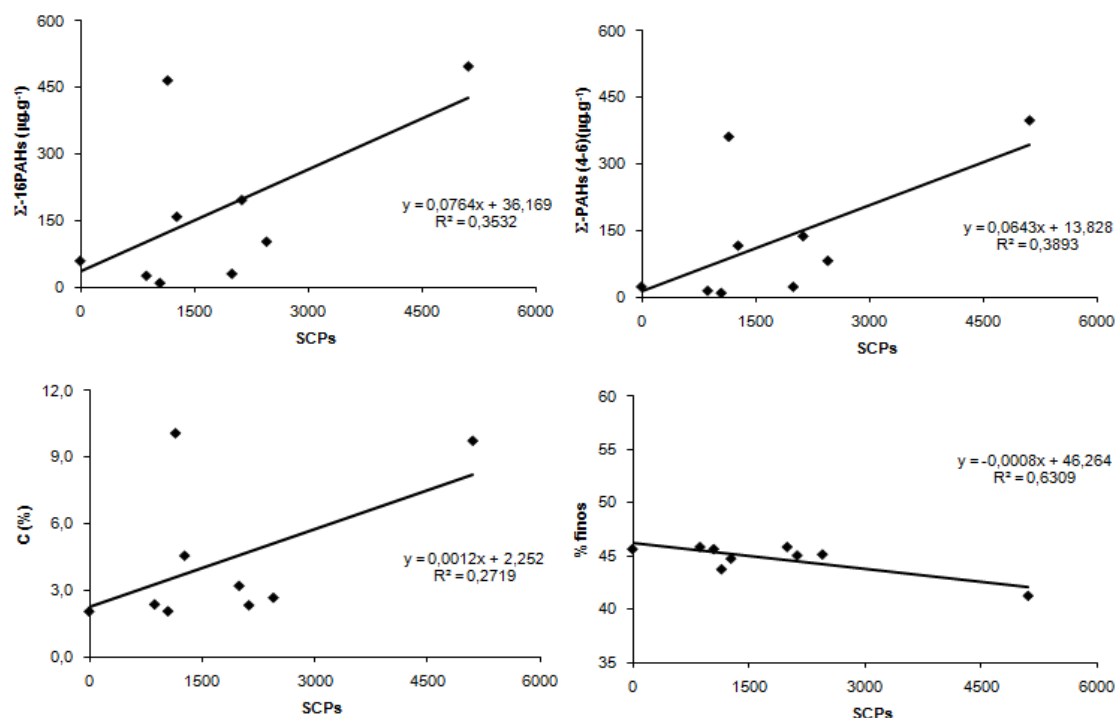 600
450
300
150
0
Σ-16PAHs (µg.g⁻¹)
y = 0,0764x + 36,169
R² = 0,3532
0 1500 3000 4500 6000
SCPs
600
450
300
150
0
Σ-PAHs (4-6)(µg.g⁻¹)
y = 0,0643x + 13,828
R² = 0,3893
0 1500 3000 4500 6000
SCPs
12,0
9,0
6,0
3,0
0,0
C (%)
y = 0,0012x + 2,252
R² = 0,2719
0 1500 3000 4500 6000
SCPs
60
55
50
45
40
35
% finos
y = -0,0008x + 46,264
R² = 0,6309
0 1500 3000 4500 6000
SCPs